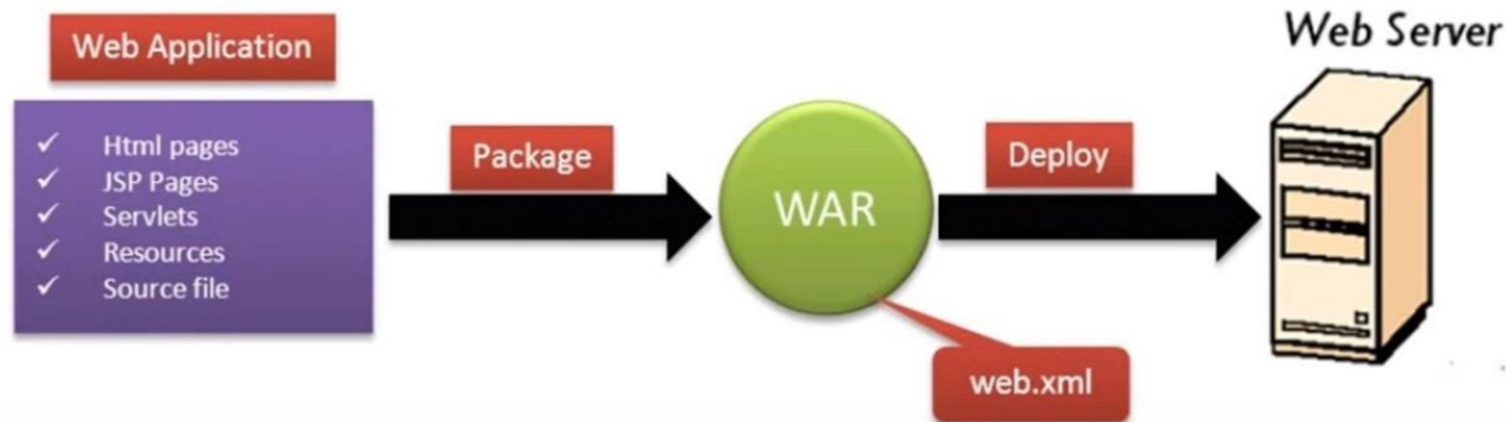 Web Application
Html pages
JSP Pages
Servlets
Resources
Source file
Package
WAR
web.xml
Deploy
Web Server